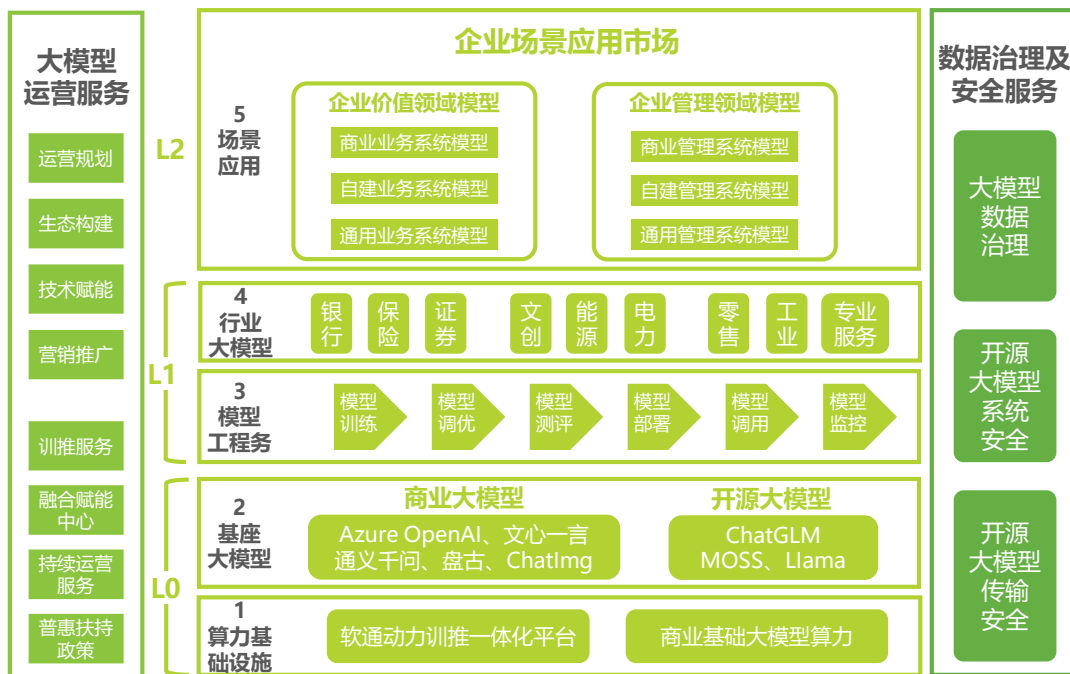 大模型
运营服务
运营规划
生态构建
技术赋能
营销推广
训推服务
融合赋能
中心
持续运营
服务
普惠扶持
政策
L2
L1
L0
企业场景应用市场
5
场景
应用
企业价值领域模型
商业业务系统模型
自建业务系统模型
通用业务系统模型
企业管理领域模型
商业管理系统模型
自建管理系统模型
通用管理系统模型
4
行业
大模型
银行
保险
证券
文创
能源
电力
零售
工业
专业
服务
3
模型
工程务
模型
训练
模型
调优
模型
测评
模型
部署
模型
调用
模型
监控
2
基座
大模型
商业大模型
Azure OpenAI、文心一言
通义千问、盘古、ChatImg
开源大模型
ChatGLM
MOSS、Llama
1
算力基
础设施
软通动力训推一体化平台
商业基础大模型算力
数据治理及
安全服务
大模型
数据
治理
开源
大模型
系统
安全
开源
大模型
传输
安全